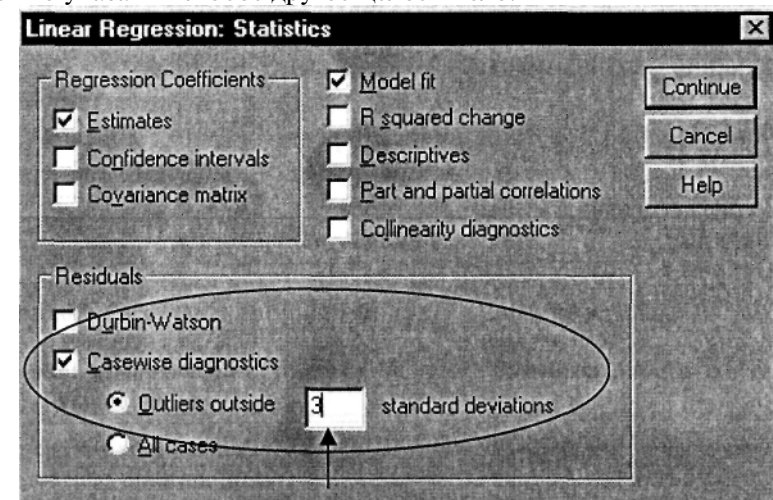 Linear Regression: Statistics
Regression Coefficients
Estimates
Confidence intervals
Covariance matrix
Model fit
R squared change
Descriptives
Part and partial correlations
Collinearity diagnostics
Continue
Cancel
Help
Residuals
Durbin-Watson
Casewise diagnostics
Outliers outside 3 standard deviations
All cases